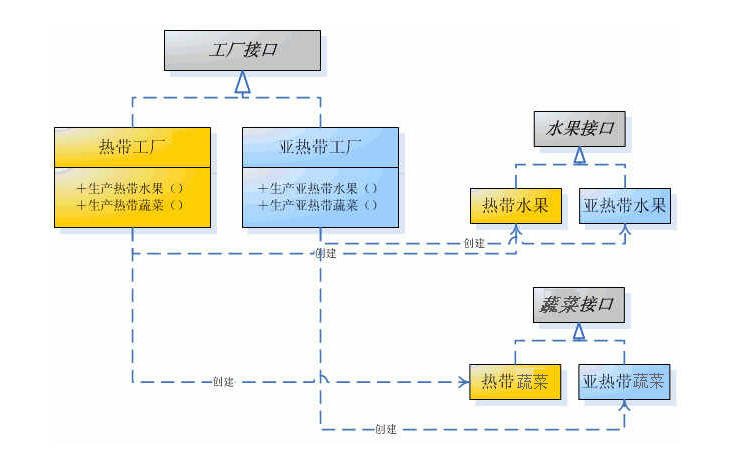 工厂接口
热带工厂
+生产热带水果()
+生产热带蔬菜()
亚热带工厂
+生产亚热带水果()
+生产亚热带蔬菜()
水果接口
热带水果
亚热带水果
创建
创建
蔬菜接口
热带蔬菜
亚热带蔬菜
创建
创建